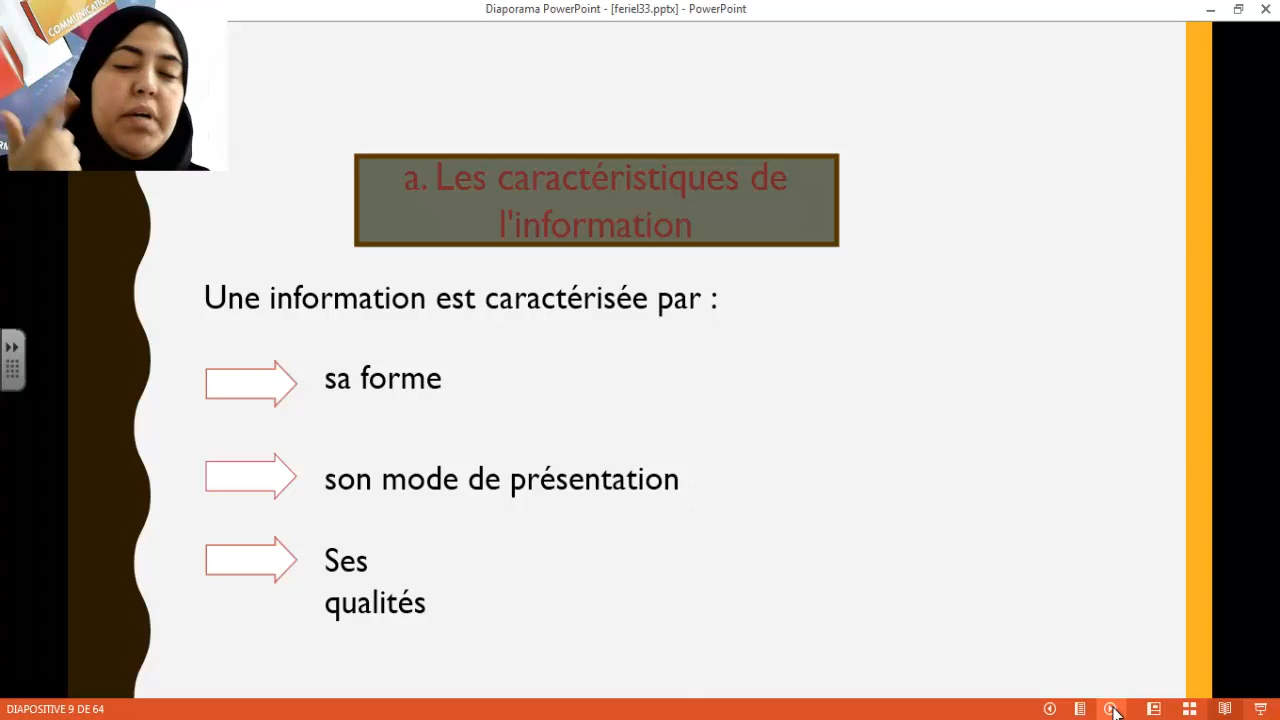 Diaporama PowerPoint - [feriel33.pptx] - PowerPoint
COMMUNICATION
a. Les caractéristiques de
l'information
Une information est caractérisée par :
sa forme
son mode de présentation
Ses
qualités
DIAPOSITIVE 9 DE 64